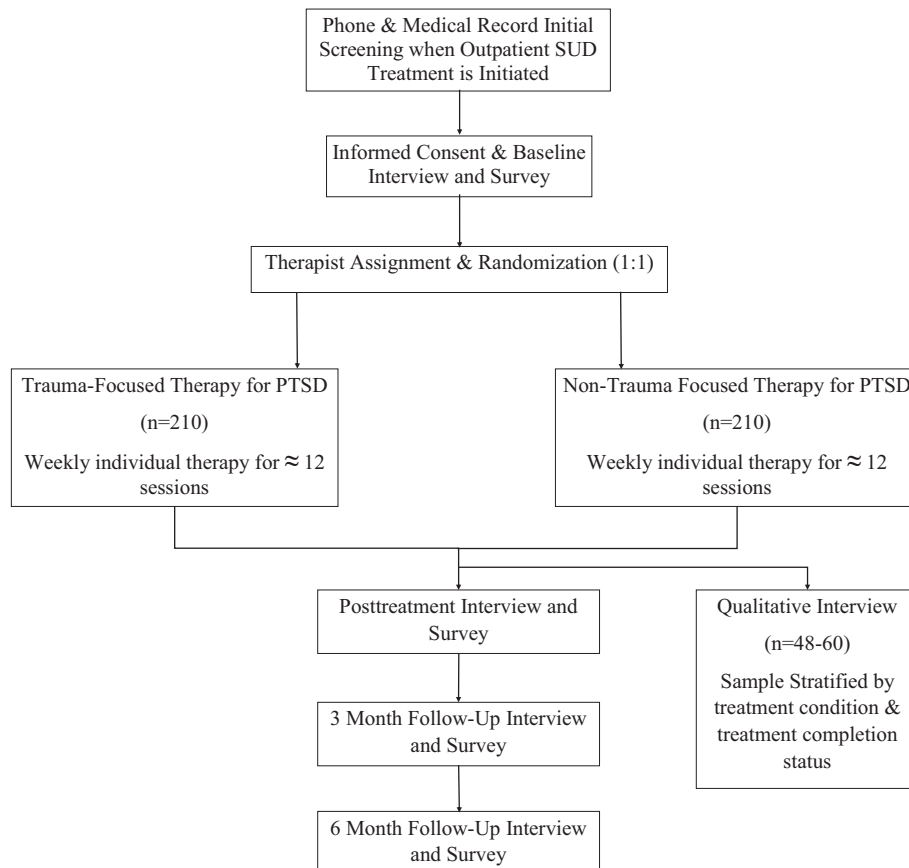 Phone & Medical Record Initial
Screening when Outpatient SUD
Treatment is Initiated
Informed Consent & Baseline
Interview and Survey
Therapist Assignment & Randomization (1:1)
Trauma-Focused Therapy for PTSD
(n=210)
Weekly individual therapy for ≈ 12
sessions
Non-Trauma Focused Therapy for PTSD
(n=210)
Weekly individual therapy for ≈ 12
sessions
Posttreatment Interview and
Survey
Qualitative Interview
(n=48-60)
Sample Stratified by
treatment condition &
treatment completion
status
3 Month Follow-Up Interview
and Survey
6 Month Follow-Up Interview
and Survey